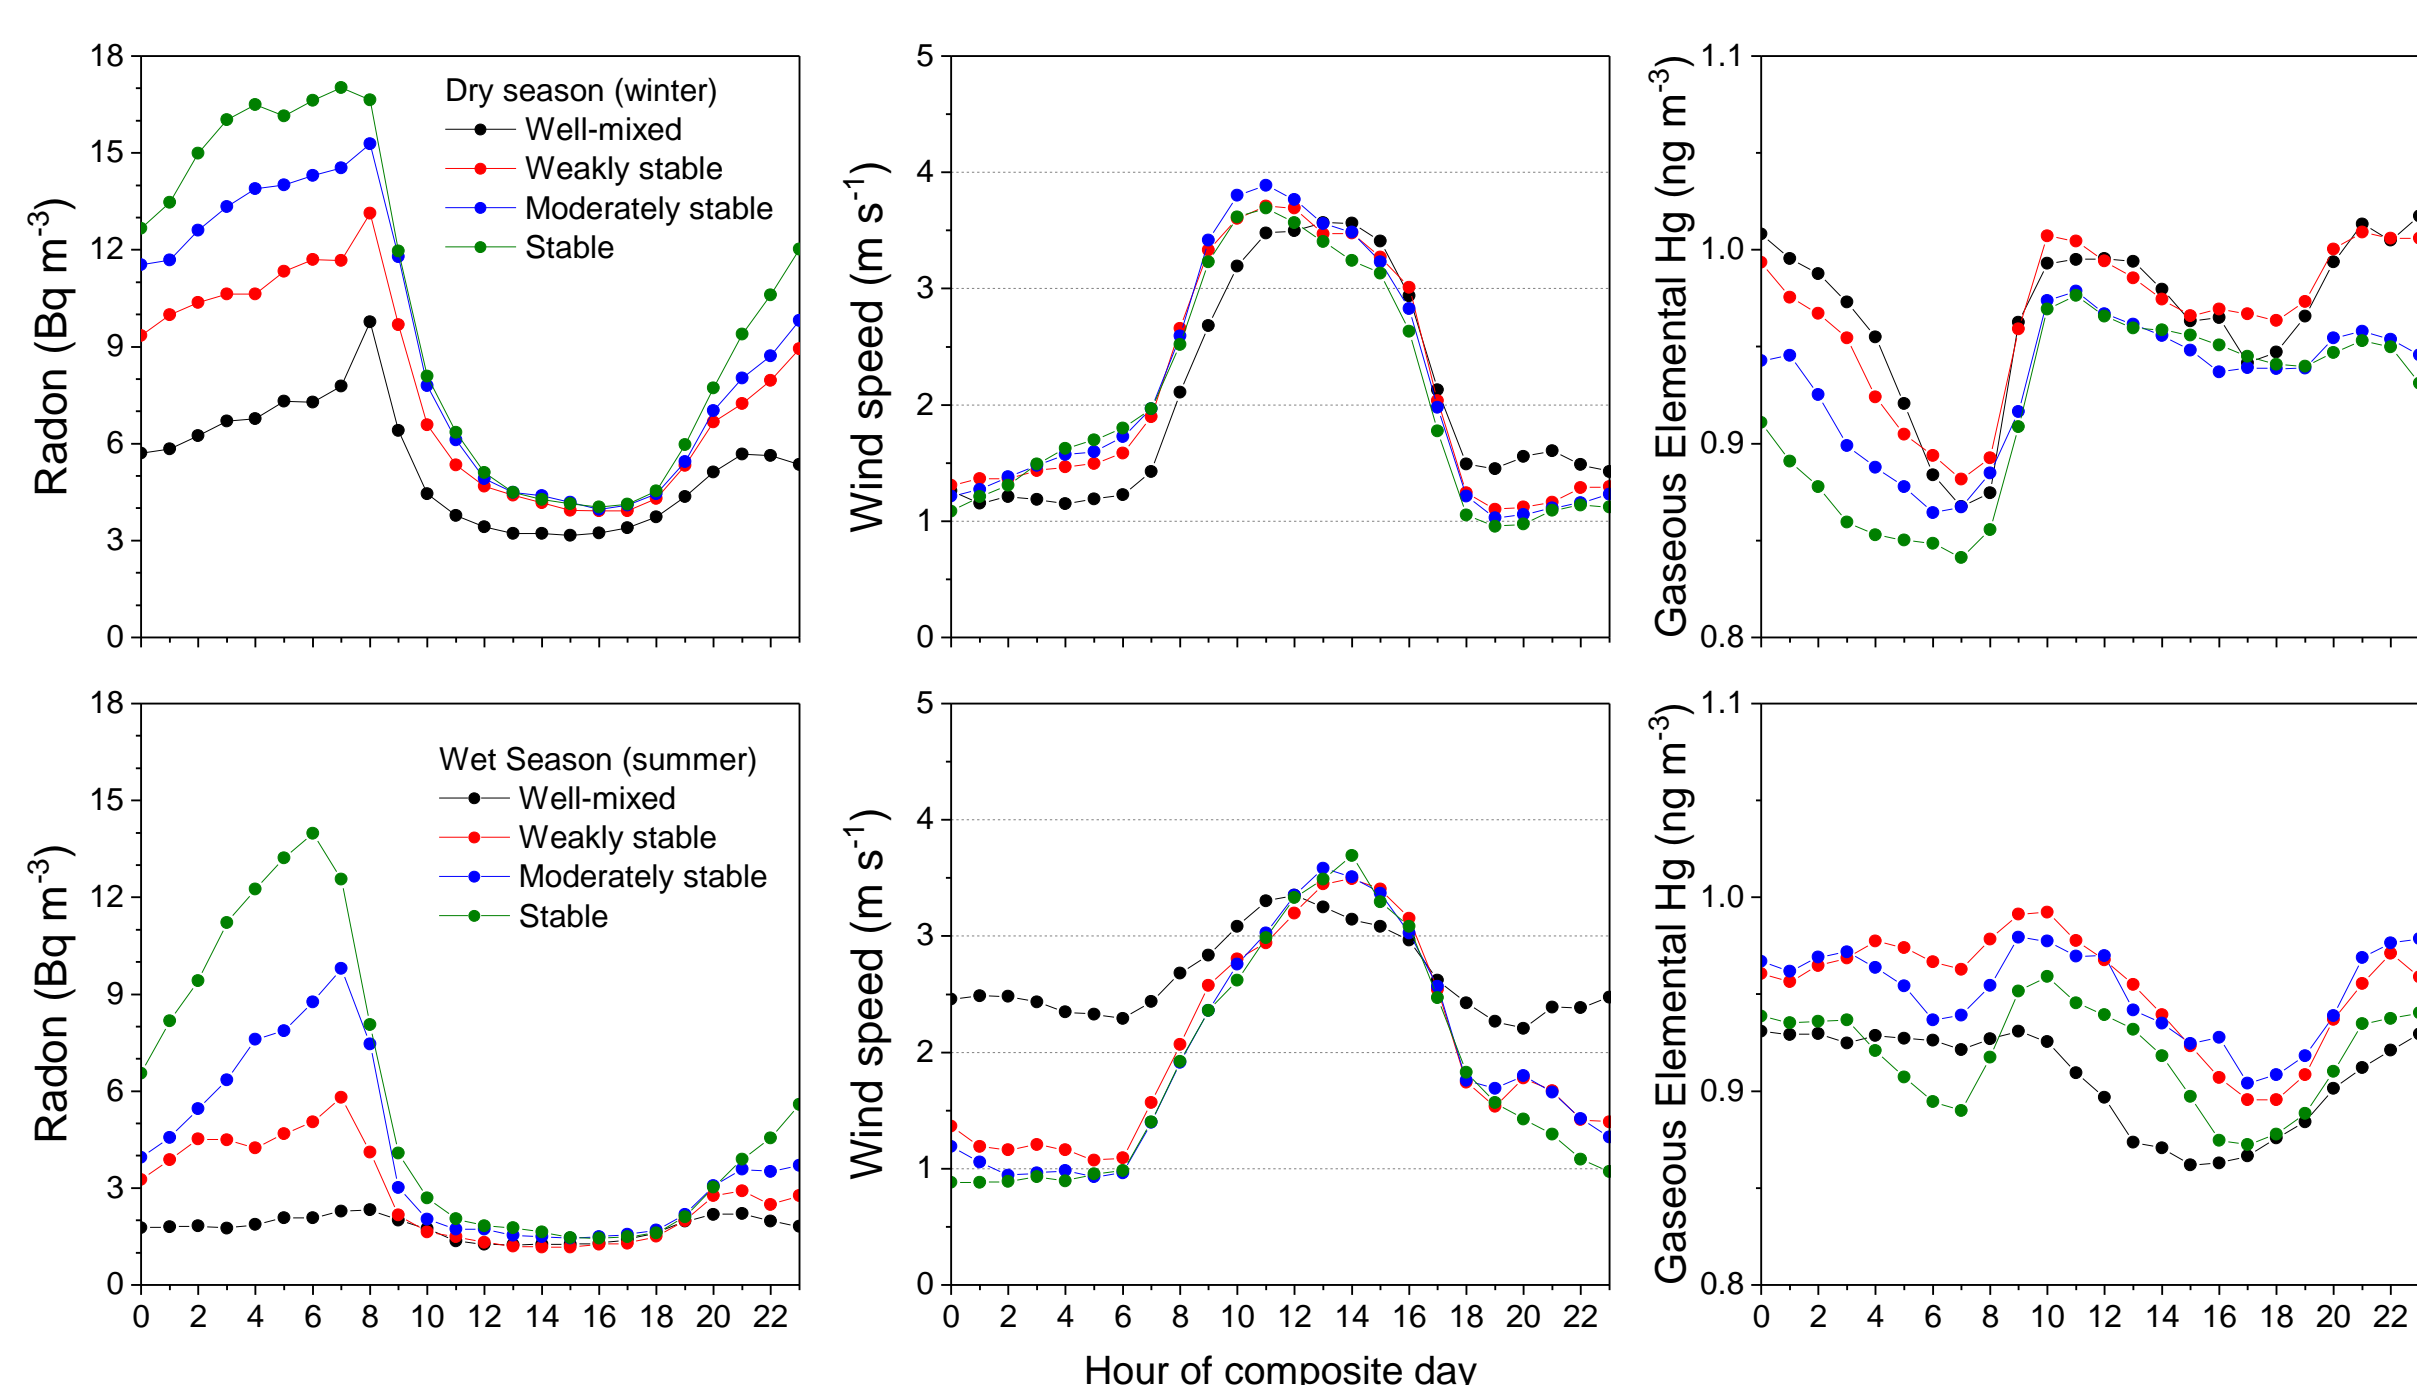 Radon (Bq m⁻³)
18
15
12
9
6
3
0
Dry season (winter)
Well-mixed
Weakly stable
Moderately stable
Stable
Wind speed (m s⁻¹)
5
4
3
2
1
0
Gaseous Elemental Hg (ng m⁻³)
1.1
1.0
0.9
0.8
Radon (Bq m⁻³)
18
15
12
9
6
3
0
Wet Season (summer)
Well-mixed
Weakly stable
Moderately stable
Stable
0 2 4 6 8 10 12 14 16 18 20 22
Wind speed (m s⁻¹)
5
4
3
2
1
0
0 2 4 6 8 10 12 14 16 18 20 22
Gaseous Elemental Hg (ng m⁻³)
1.1
1.0
0.9
0.8
0 2 4 6 8 10 12 14 16 18 20 22
Hour of composite day